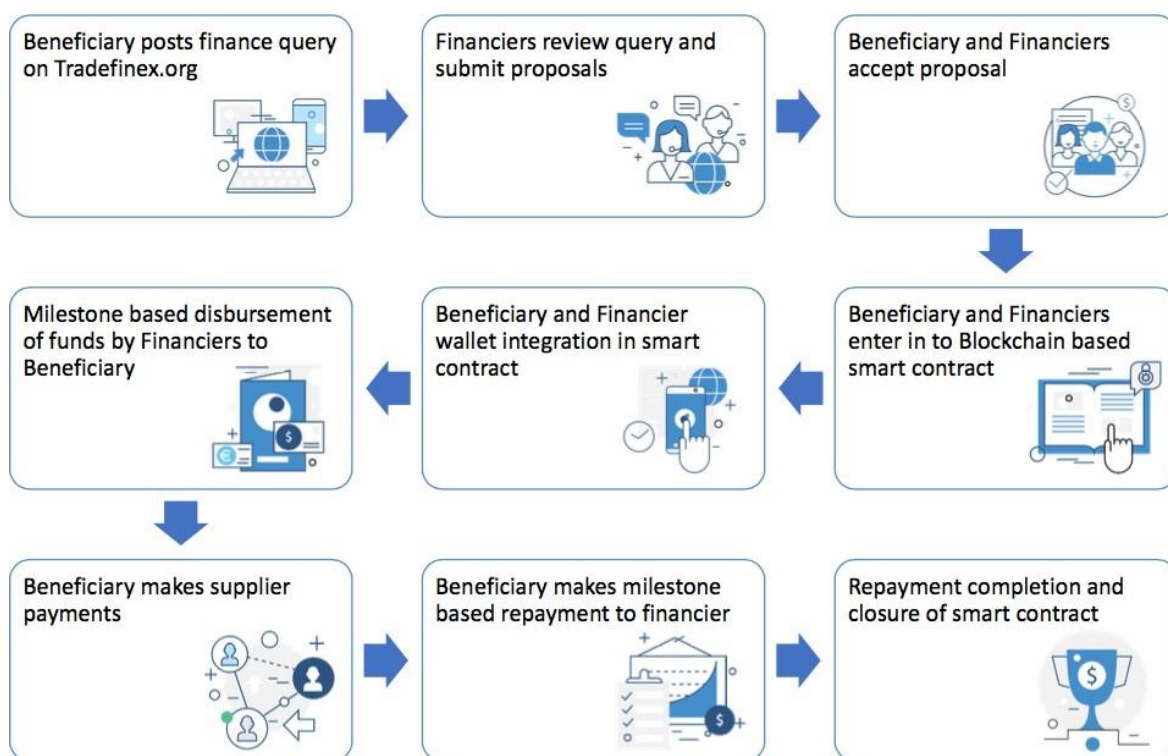 Beneficiary posts finance query
on Tradefinex.org
Financiers review query and
submit proposals
Beneficiary and Financiers
accept proposal
$
Beneficiary and Financiers
enter in to Blockchain based
smart contract
Beneficiary and Financier
wallet integration in smart
contract
Milestone based disbursement
of funds by Financiers to
Beneficiary
$
€
Beneficiary makes supplier
payments
Beneficiary makes milestone
based repayment to financier
$
Repayment completion and
closure of smart contract
$